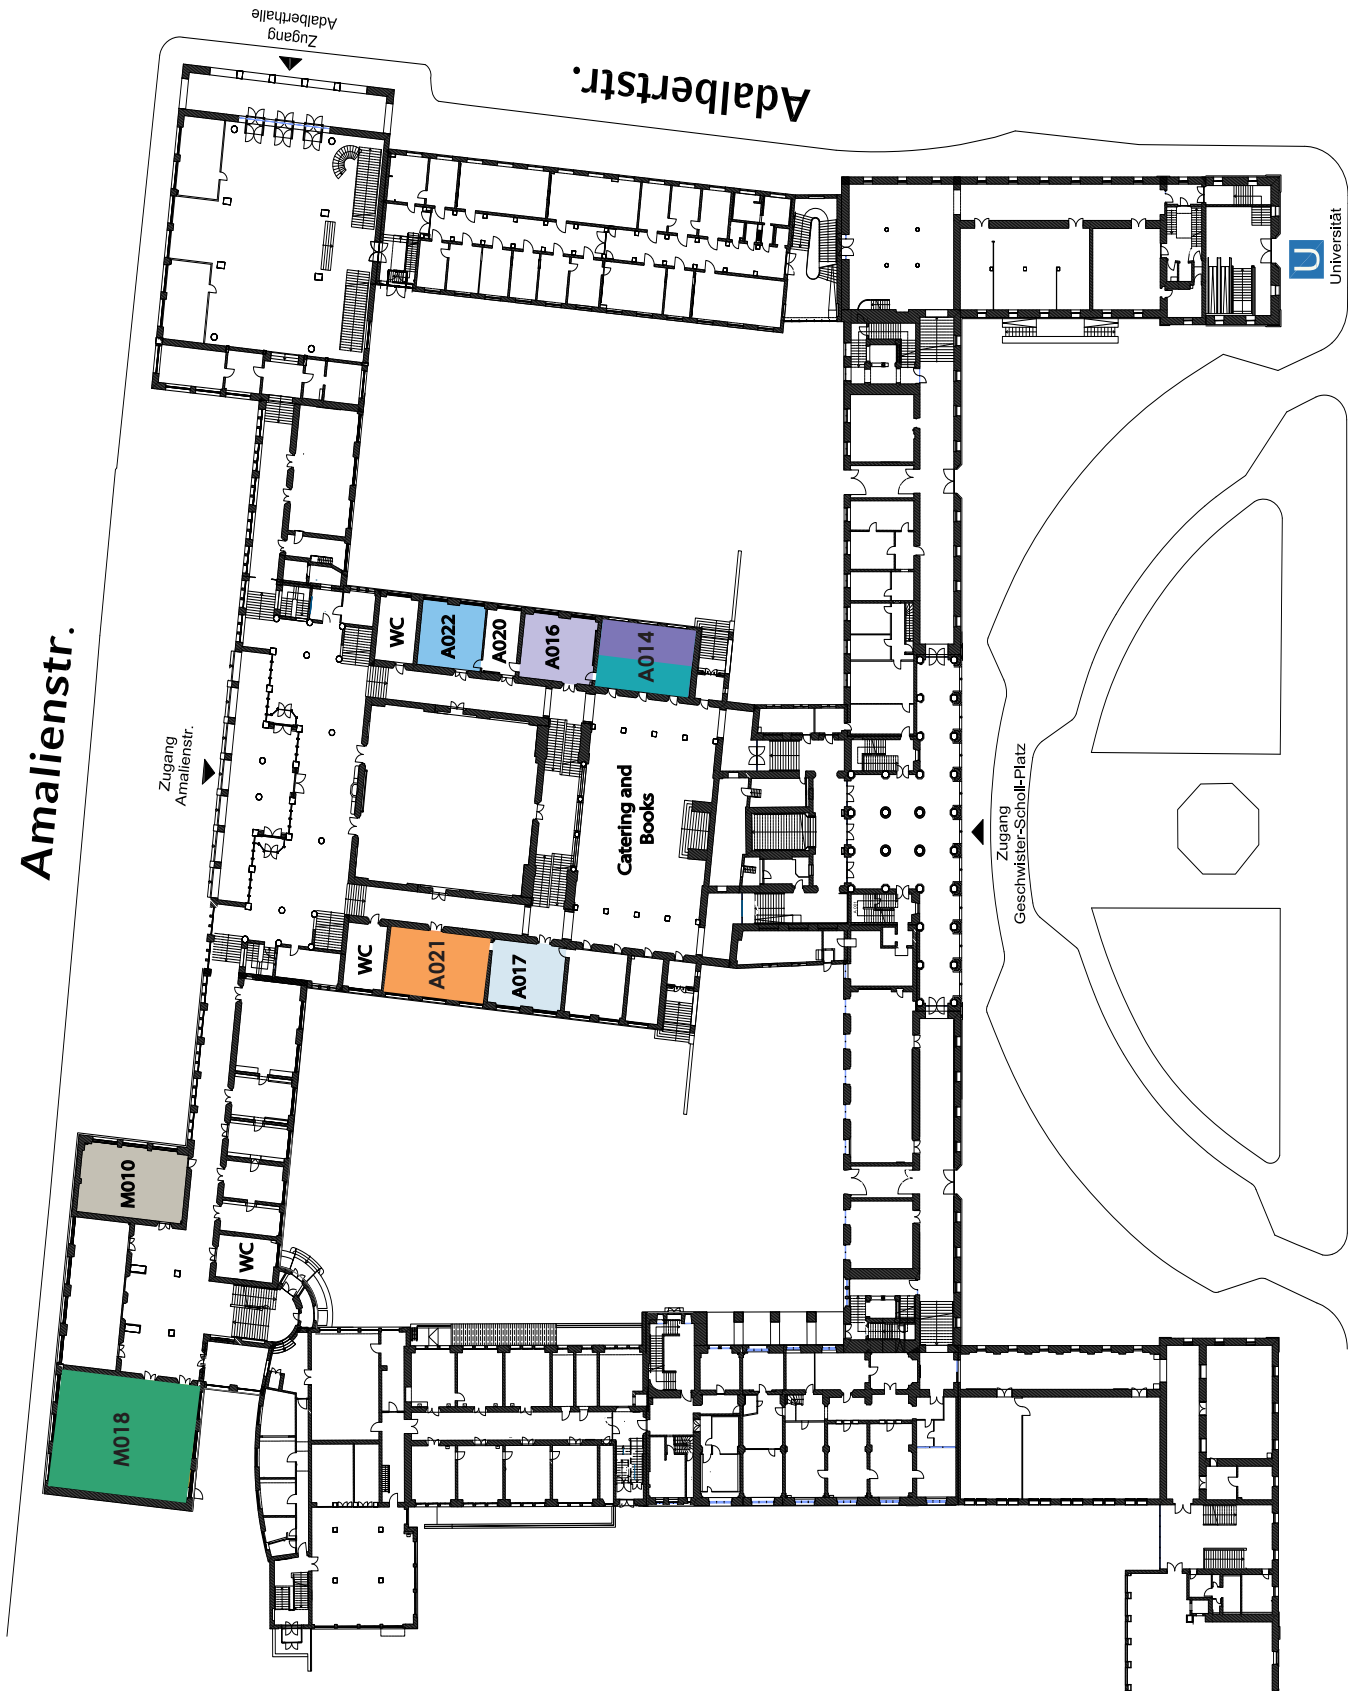 Zugang
Adalberthalle
Adalbertstr.
U
Universität
Amalienstr.
Zugang
Amalienstr.
WC
A022
A020
A016
A014
Catering and
Books
Zugang
Geschwister-Scholl-Platz
WC
A021
A017
M010
WC
M018